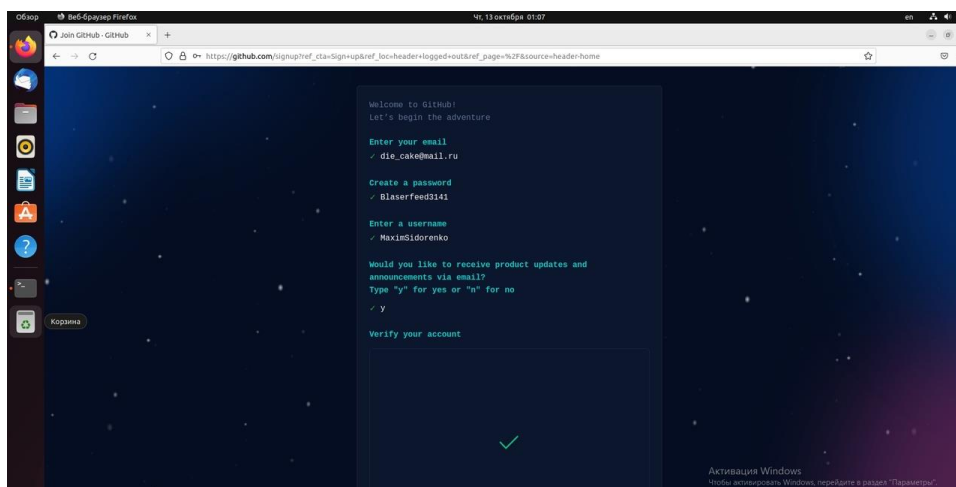 Обзор
Веб-браузер Firefox
Чт, 13 октября 01:07
en
Join GitHub · GitHub
https://github.com/signup?ref_cta=Sign+up&ref_loc=header+logged+out&ref_page=%2F&source=header-home
Welcome to GitHub!
Let's begin the adventure
Enter your email
✓ die_cake@mail.ru
Create a password
✓ Blaserfeed3141
Enter a username
✓ MaximSidorenko
Would you like to receive product updates and
announcements via email?
Type "y" for yes or "n" for no
✓ y
Корзина
Verify your account
Активация Windows
Чтобы активировать Windows, перейдите в раздел "Параметры".